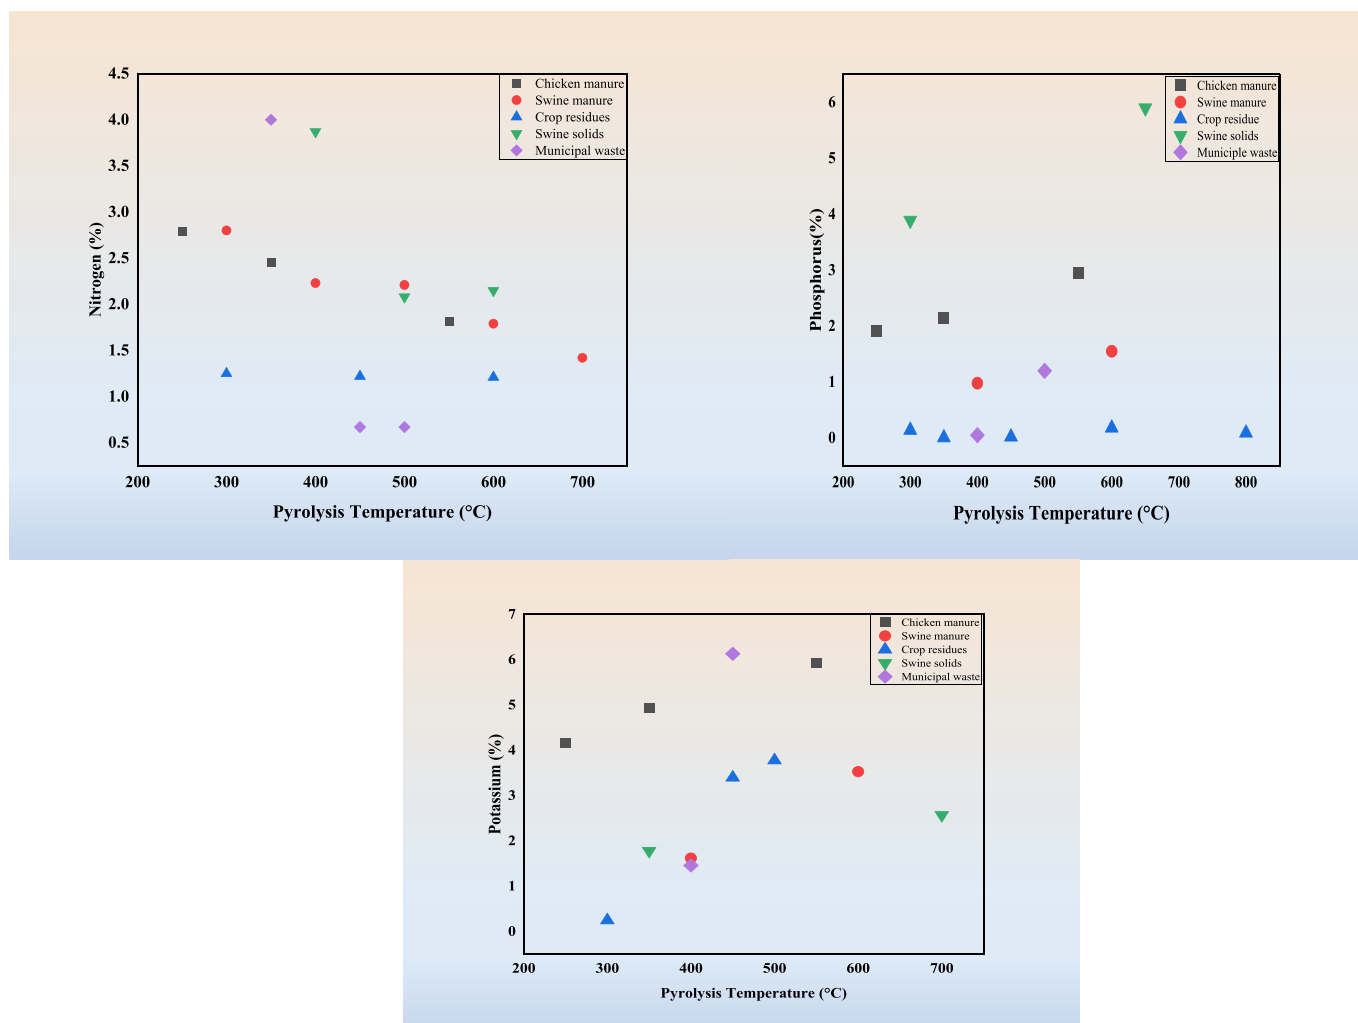 4.5
4.0
3.5
3.0
2.5
2.0
1.5
1.0
0.5
Nitrogen (%)
200 300 400 500 600 700
Pyrolysis Temperature (°C)
Chicken manure
Swine manure
Crop residues
Swine solids
Municipal waste
6
5
4
3
2
1
0
Phosphorus(%)
200 300 400 500 600 700 800
Pyrolysis Temperature (°C)
Chicken manure
Swine manure
Crop residue
Swine solids
Municiple waste
7
6
5
4
3
2
1
0
Potassium (%)
200 300 400 500 600 700
Pyrolysis Temperature (°C)
Chicken manure
Swine manure
Crop residues
Swine solids
Municipal waste